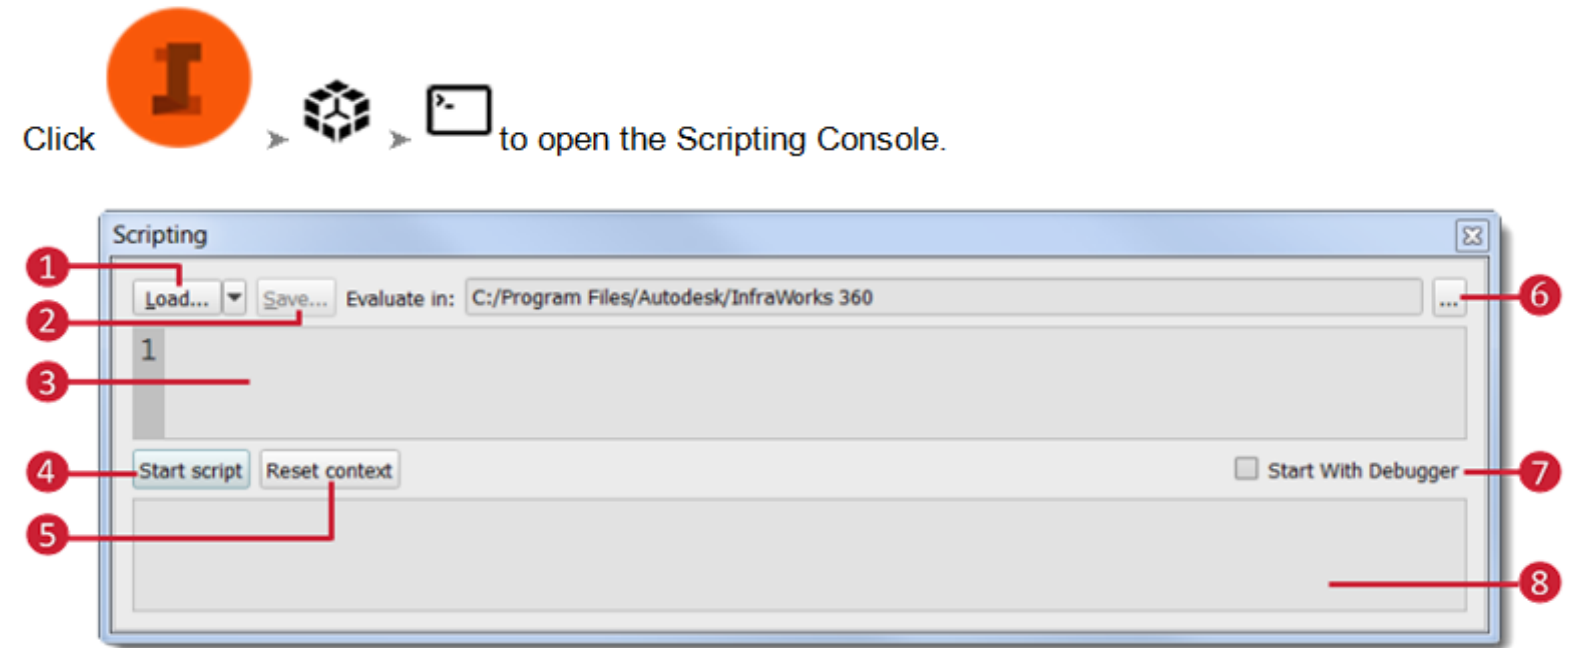 Click > > >- to open the Scripting Console.
Scripting
1
Load... Save... Evaluate in: C:/Program Files/Autodesk/InfraWorks 360 ... 6
2
1
3
4 Start script Reset context Start With Debugger 7
5
8